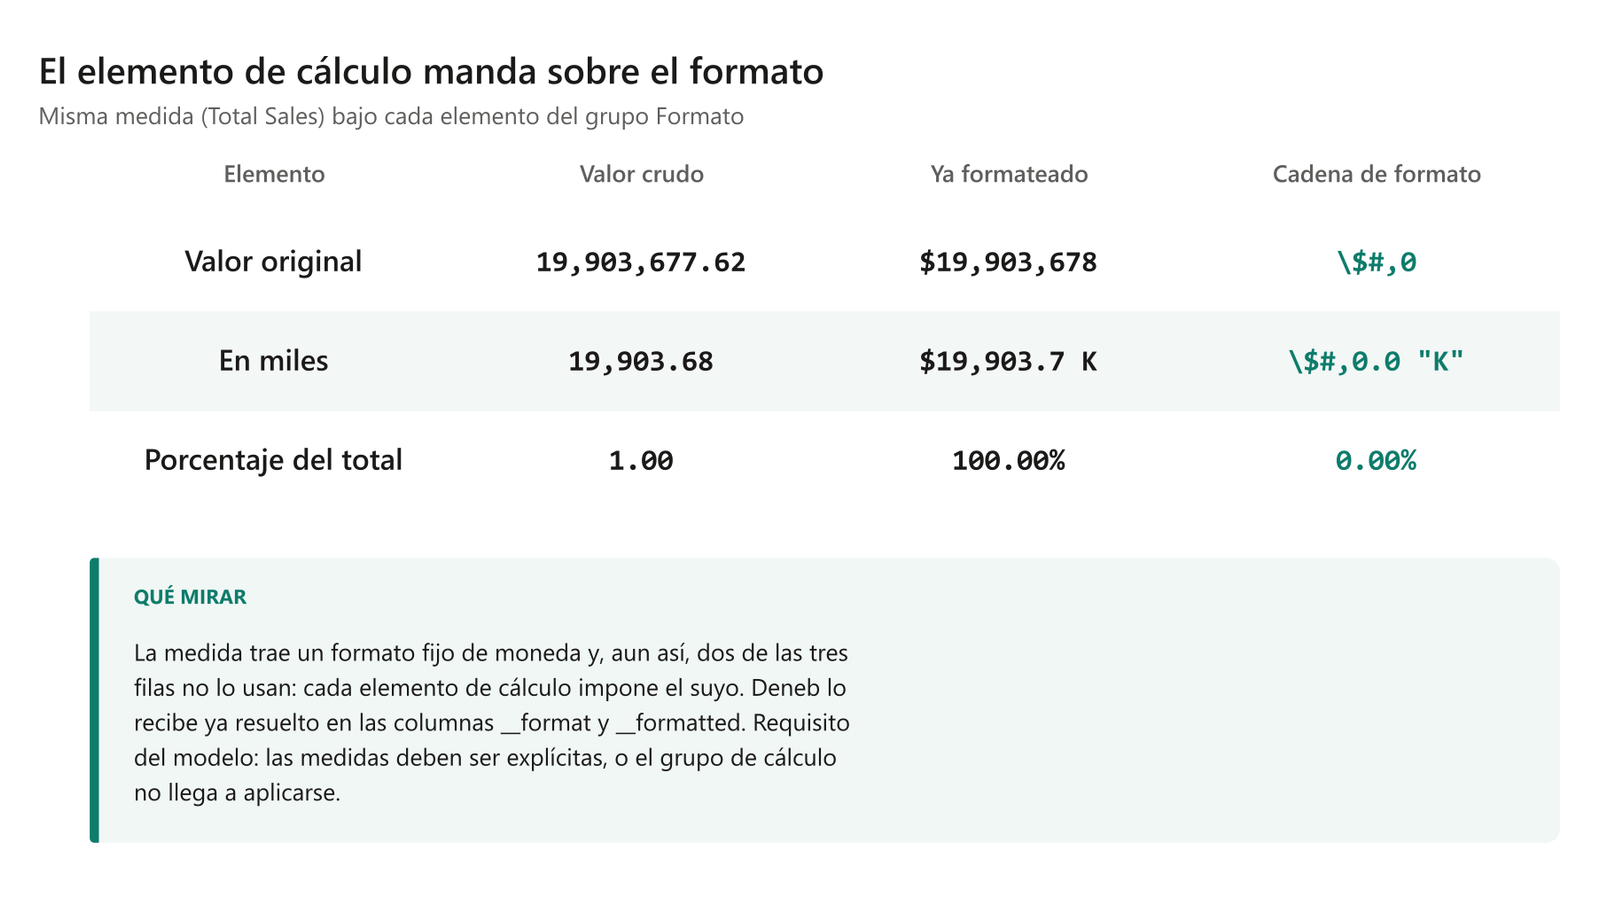 El elemento de cálculo manda sobre el formato
Misma medida (Total Sales) bajo cada elemento del grupo Formato
Elemento Valor crudo Ya formateado Cadena de formato
Valor original 19,903,677.62 $19,903,678 \$#,0
En miles 19,903.68 $19,903.7 K \$#,0.0 "K"
Porcentaje del total 1.00 100.00% 0.00%
QUÉ MIRAR
La medida trae un formato fijo de moneda y, aun así, dos de las tres
filas no lo usan: cada elemento de cálculo impone el suyo. Deneb lo
recibe ya resuelto en las columnas __format y __formatted. Requisito
del modelo: las medidas deben ser explícitas, o el grupo de cálculo
no llega a aplicarse.